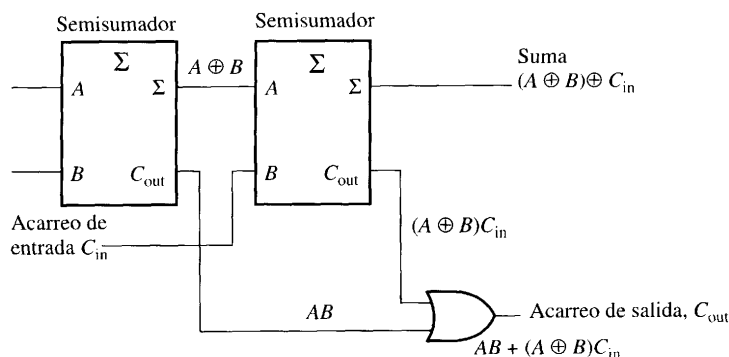 Semisumador
Semisumador
Σ
A ⊕ B
Σ
Suma
(A ⊕ B)⊕ C_in
A
Σ
A
Σ
B
C_out
B
C_out
Acarreo de
entrada C_in
(A ⊕ B)C_in
AB
Acarreo de salida, C_out
AB + (A ⊕ B)C_in